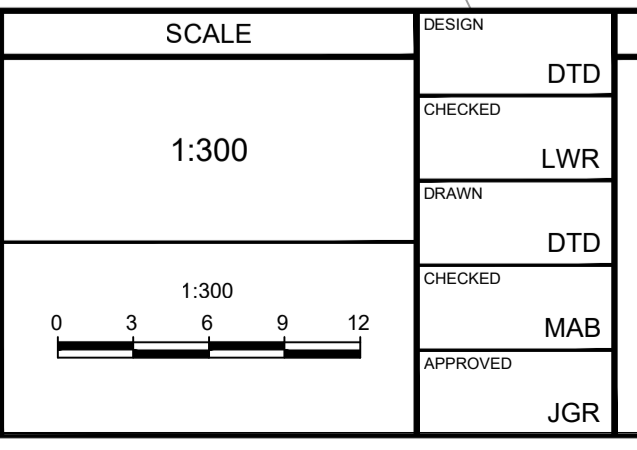 SCALE
1:300
1:300
0 3 6 9 12
DESIGN
DTD
CHECKED
LWR
DRAWN
DTD
CHECKED
MAB
APPROVED
JGR